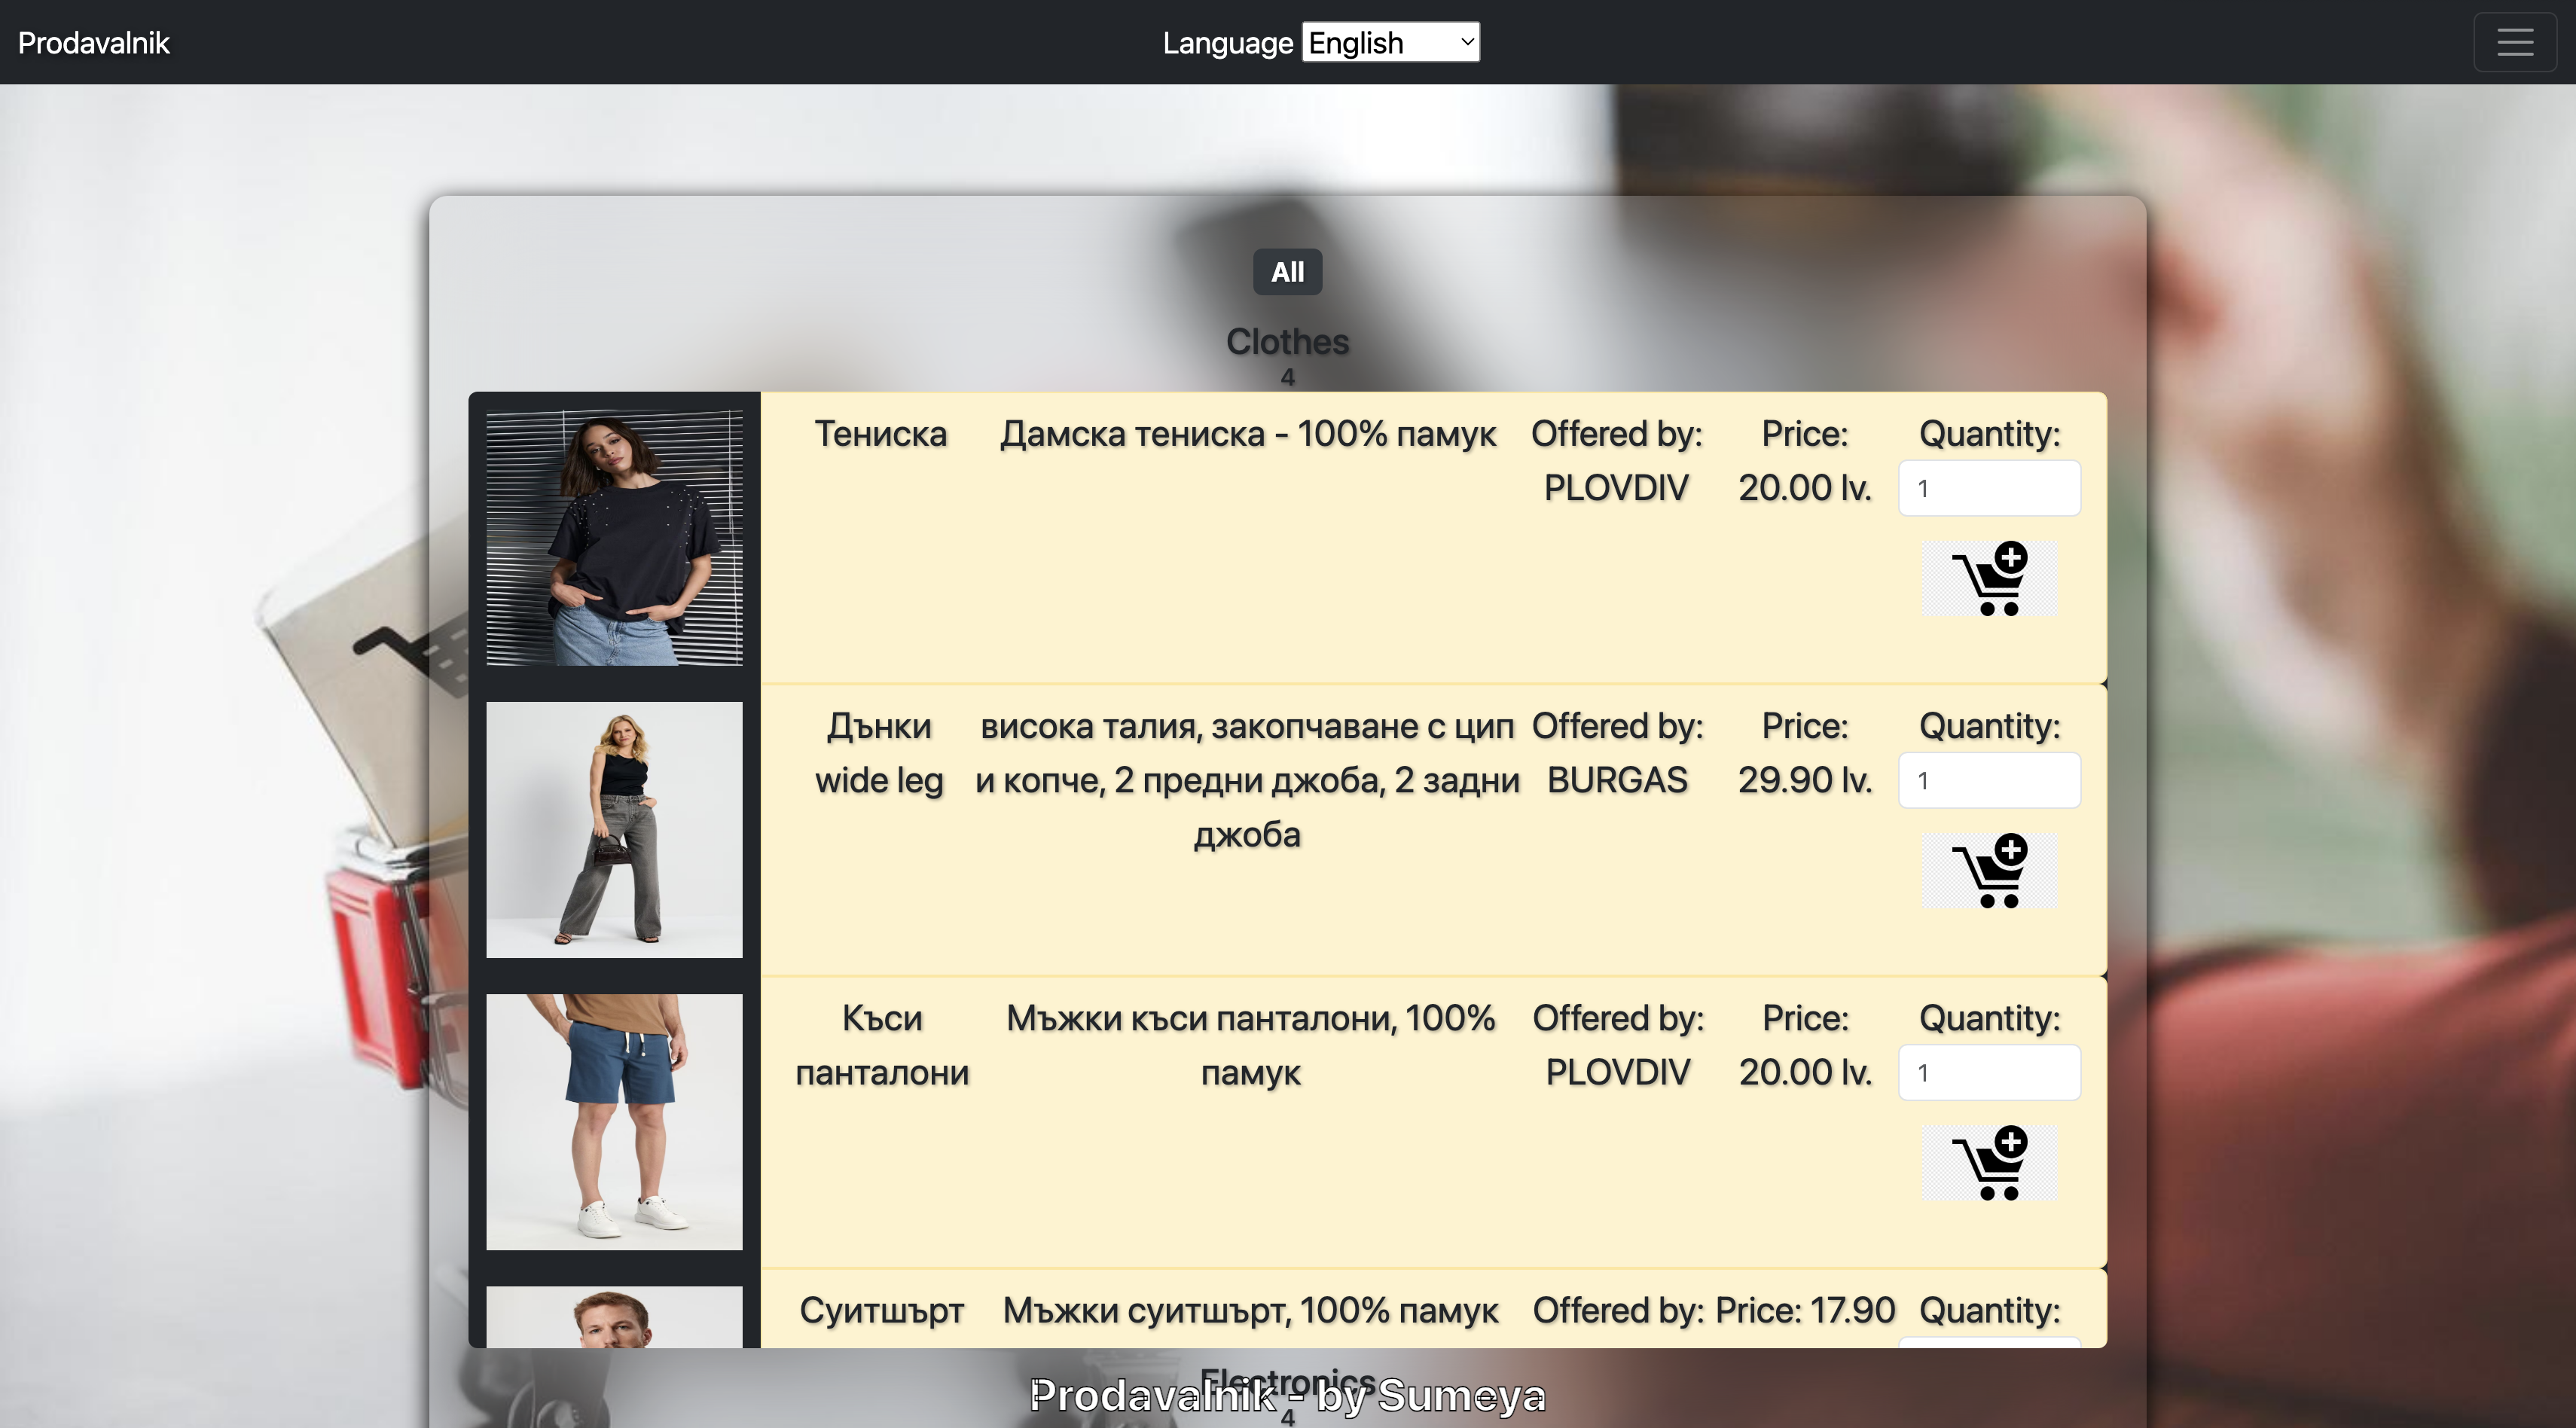 Prodavalnik
Language English
All
Clothes
4
Тениска
Дамска тениска - 100% памук
Offered by:
PLOVDIV
Price:
20.00 lv.
Quantity:
1
Дънки
wide leg
висока талия, закопчаване с цип
и копче, 2 предни джоба, 2 задни
джоба
Offered by:
BURGAS
Price:
29.90 lv.
Quantity:
1
Къси
панталони
Мъжки къси панталони, 100%
памук
Offered by:
PLOVDIV
Price:
20.00 lv.
Quantity:
1
Суитшърт
Мъжки суитшърт, 100% памук
Offered by:
Price: 17.90
Quantity:
Electronics
Prodavalnik - by Sumeya
4